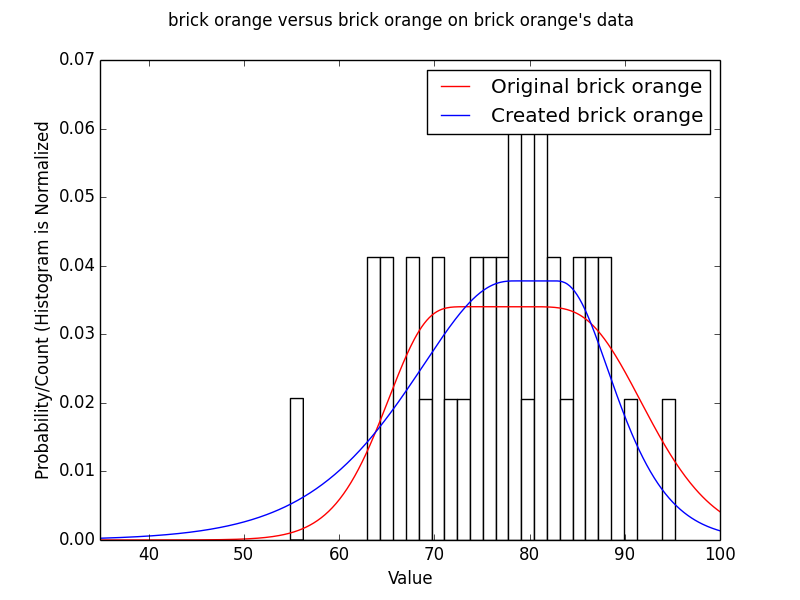 brick orange versus brick orange on brick orange's data
0.07
0.06
0.05
0.04
0.03
0.02
0.01
0.00
Probability/Count (Histogram is Normalized
Original brick orange
Created brick orange
40 50 60 70 80 90 100
Value